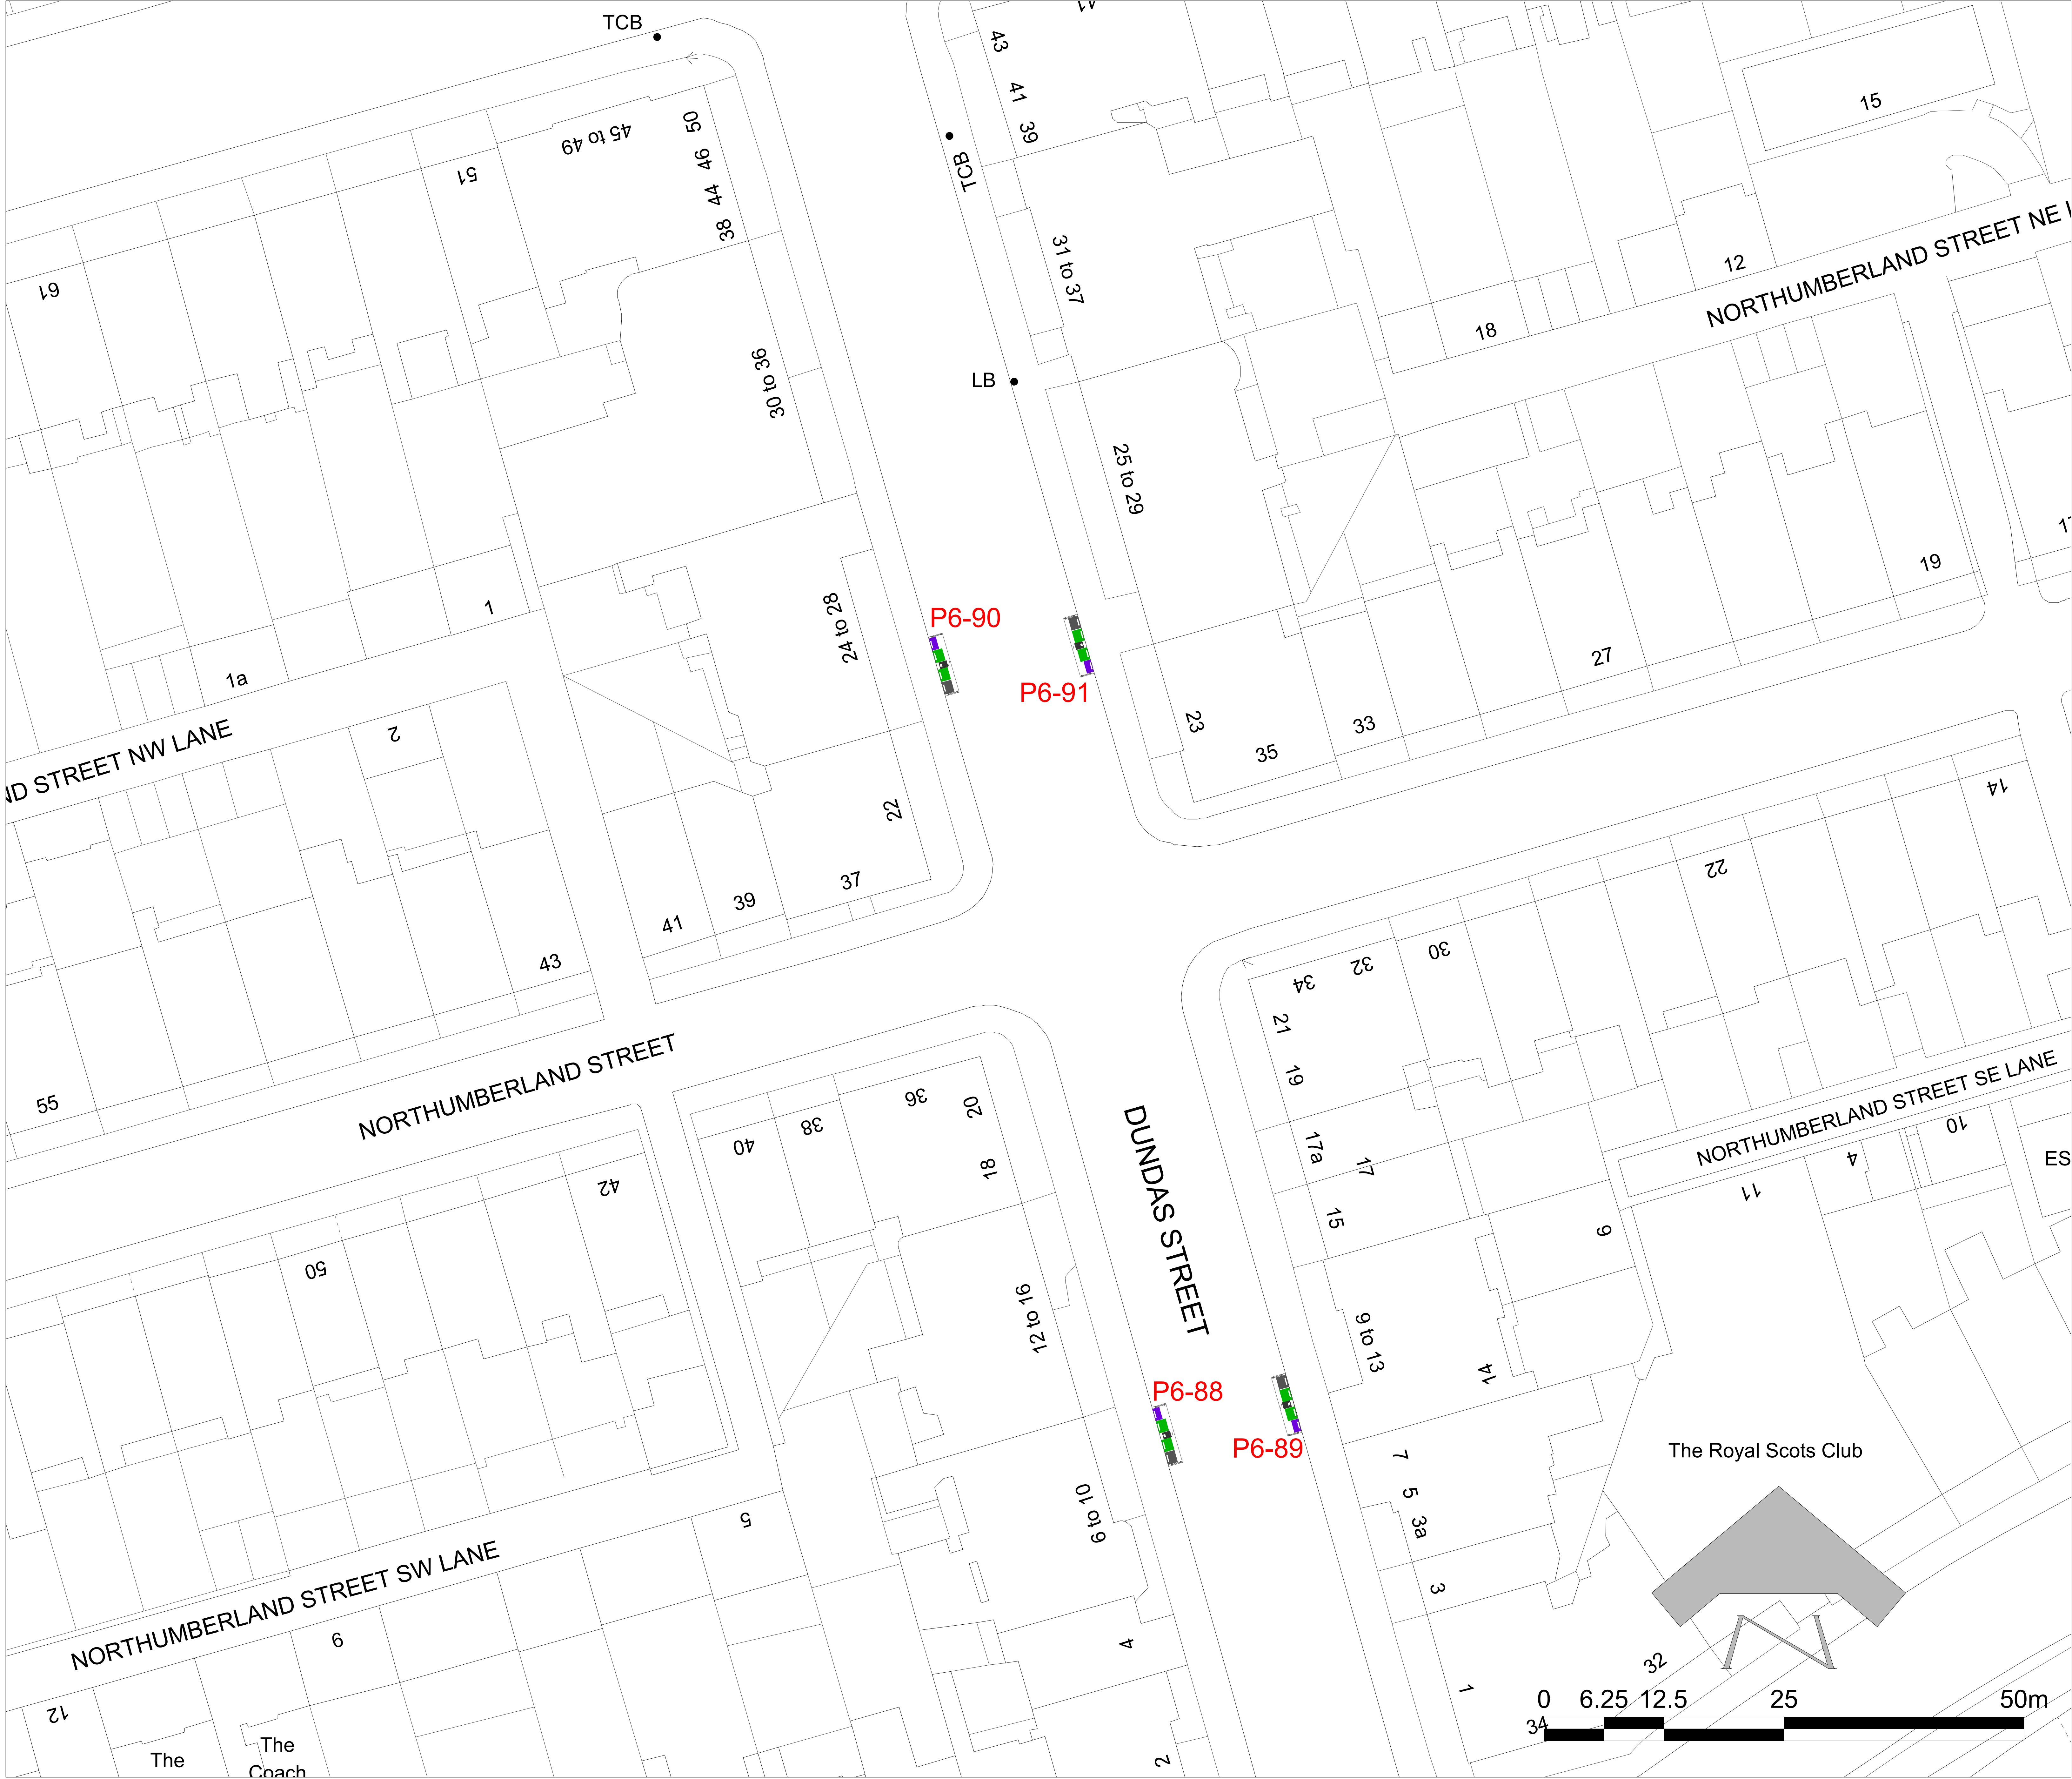 TCB
43
41
39
15
50
45 to 49
46
44
38
51
61
TCB
31 to 37
12
NORTHUMBERLAND STREET NE
18
30 to 36
LB
25 to 29
19
24 to 28
1
1a
P6-90
P6-91
27
23
33
35
2
ND STREET NW LANE
22
14
22
37
39
41
43
30
32
34
21
19
55
NORTHUMBERLAND STREET
36
20
38
40
18
DUNDAS STREET
17a
17
15
NORTHUMBERLAND STREET SE LANE
10
4
ES
11
9
42
50
12 to 16
9 to 13
14
P6-88
P6-89
7
5
3a
3
The Royal Scots Club
6 to 10
5
NORTHUMBERLAND STREET SW LANE
9
4
32
1
12
0 6.25 12.5 25 50m
34
2
The
The
Coach